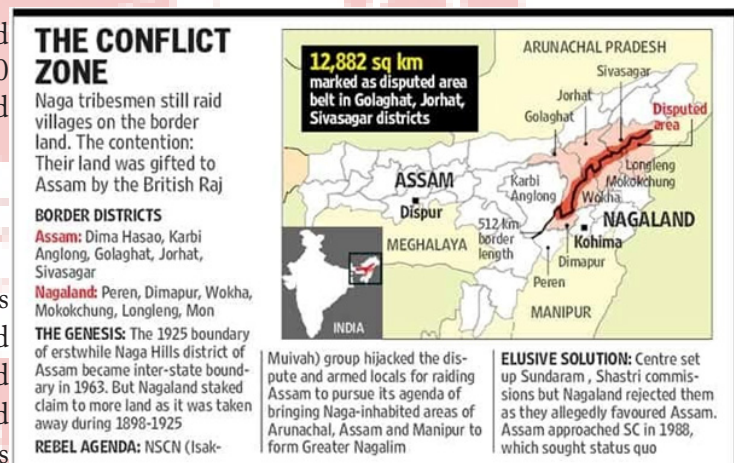 THE CONFLICT
ZONE
Naga tribesmen still raid
villages on the border
land. The contention:
Their land was gifted to
Assam by the British Raj
BORDER DISTRICTS
Assam: Dima Hasao, Karbi
Anglong, Golaghat, Jorhat,
Sivasagar
Nagaland: Peren, Dimapur, Wokha,
Mokokchung, Longleng, Mon
THE GENESIS: The 1925 boundary
of erstwhile Naga Hills district of
Assam became inter-state bound-
ary in 1963. But Nagaland staked
claim to more land as it was taken
away during 1898-1925
REBEL AGENDA: NSCN (Isak-
Muivah) group hijacked the dis-
pute and armed locals for raiding
Assam to pursue its agenda of
bringing Naga-inhabited areas of
Arunachal, Assam and Manipur to
form Greater Nagalim
ELUSIVE SOLUTION: Centre set
up Sundaram , Shastri commis-
sions but Nagaland rejected them
as they allegedly favoured Assam.
Assam approached SC in 1988,
which sought status quo
12,882 sq km
marked as disputed area
belt in Golaghat, Jorhat,
Sivasagar districts
ARUNACHAL PRADESH
Sivasagar
Jorhat
Golaghat
Disputed
area
Longleng
Mokokchung
Wokha
Karbi
Anglong
ASSAM
Dispur
NAGALAND
512 km
border
length
MEGHALAYA
Kohima
Dimapur
Peren
MANIPUR
INDIA